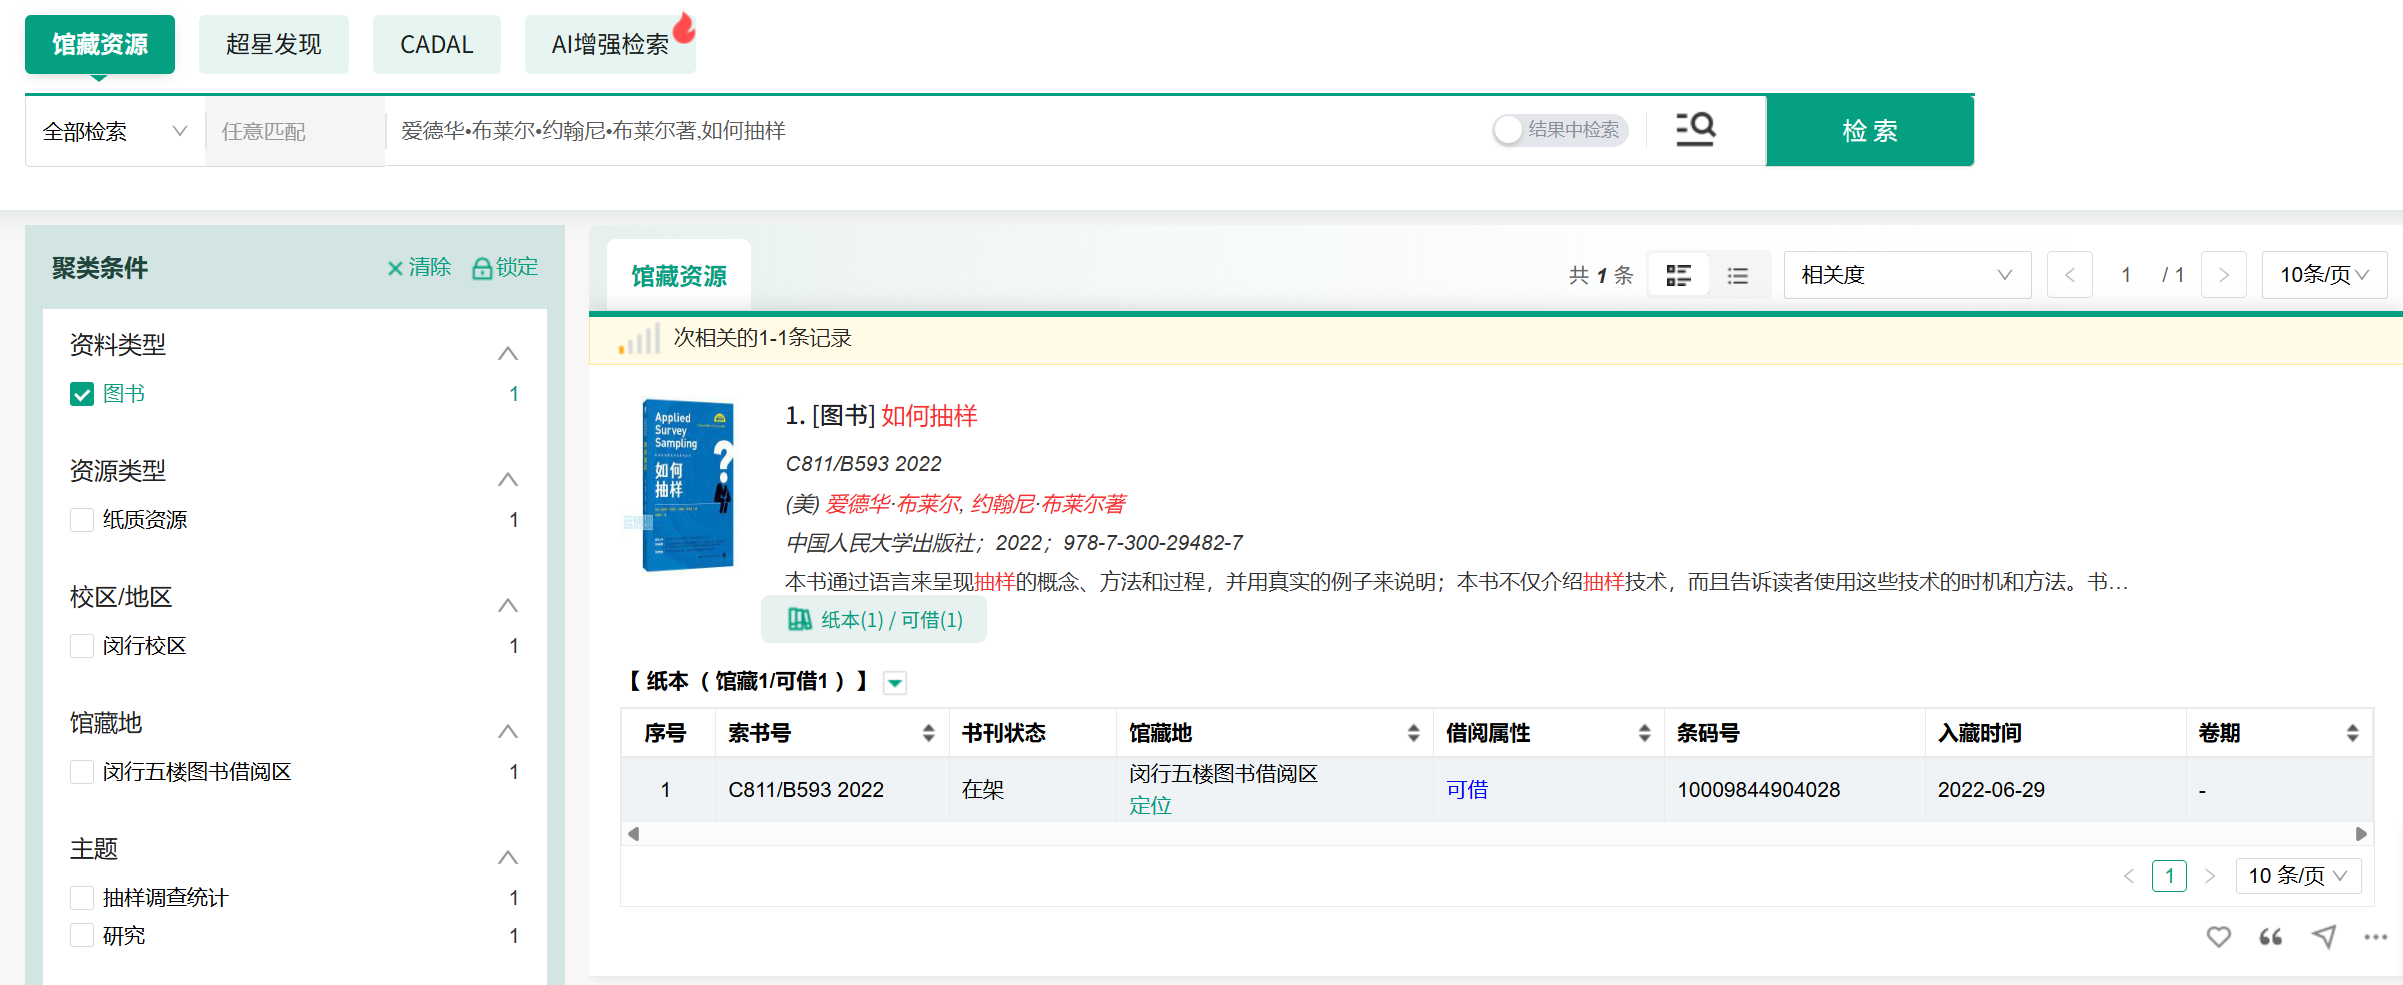 馆藏资源 超星发现 CADAL AI增强检索
全部检索 任意匹配 爱德华•布莱尔•约翰尼•布莱尔著,如何抽样 结果中检索 检 索
聚类条件 清除 锁定
资料类型
图书 1
资源类型
纸质资源 1
校区/地区
闵行校区 1
馆藏地
闵行五楼图书借阅区 1
主题
抽样调查统计 1
研究 1
馆藏资源 共 1 条 相关度 < 1 / 1 > 10条/页
次相关的1-1条记录
Applied
Survey
Sampling
如何
抽样
?
1. [图书] 如何抽样
C811/B593 2022
(美) 爱德华·布莱尔, 约翰尼·布莱尔著
中国人民大学出版社；2022；978-7-300-29482-7
本书通过语言来呈现抽样的概念、方法和过程，并用真实的例子来说明；本书不仅介绍抽样技术，而且告诉读者使用这些技术的时机和方法。书…
纸本(1) / 可借(1)
【 纸本（ 馆藏1/可借1 ）】
序号 索书号 书刊状态 馆藏地 借阅属性 条码号 入藏时间 卷期
1 C811/B593 2022 在架 闵行五楼图书借阅区 可借 10009844904028 2022-06-29 -
定位
< 1 > 10 条/页